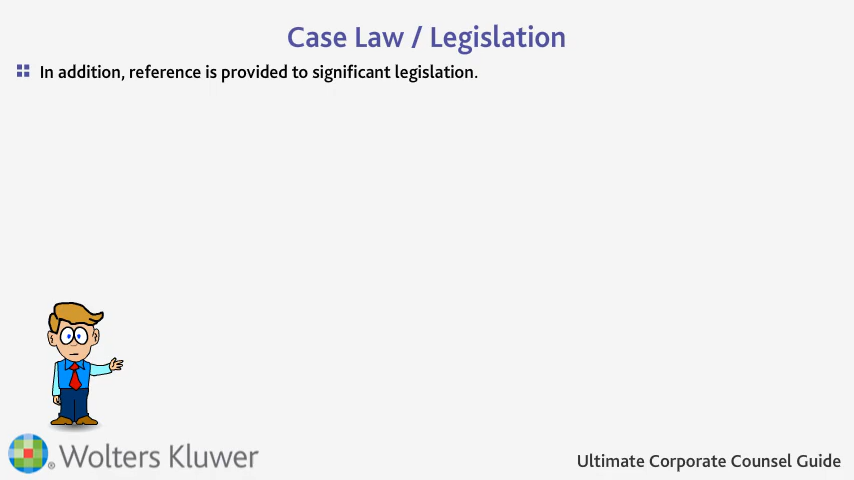 Case Law / Legislation
In addition, reference is provided to significant legislation.
® Wolters Kluwer
Ultimate Corporate Counsel Guide